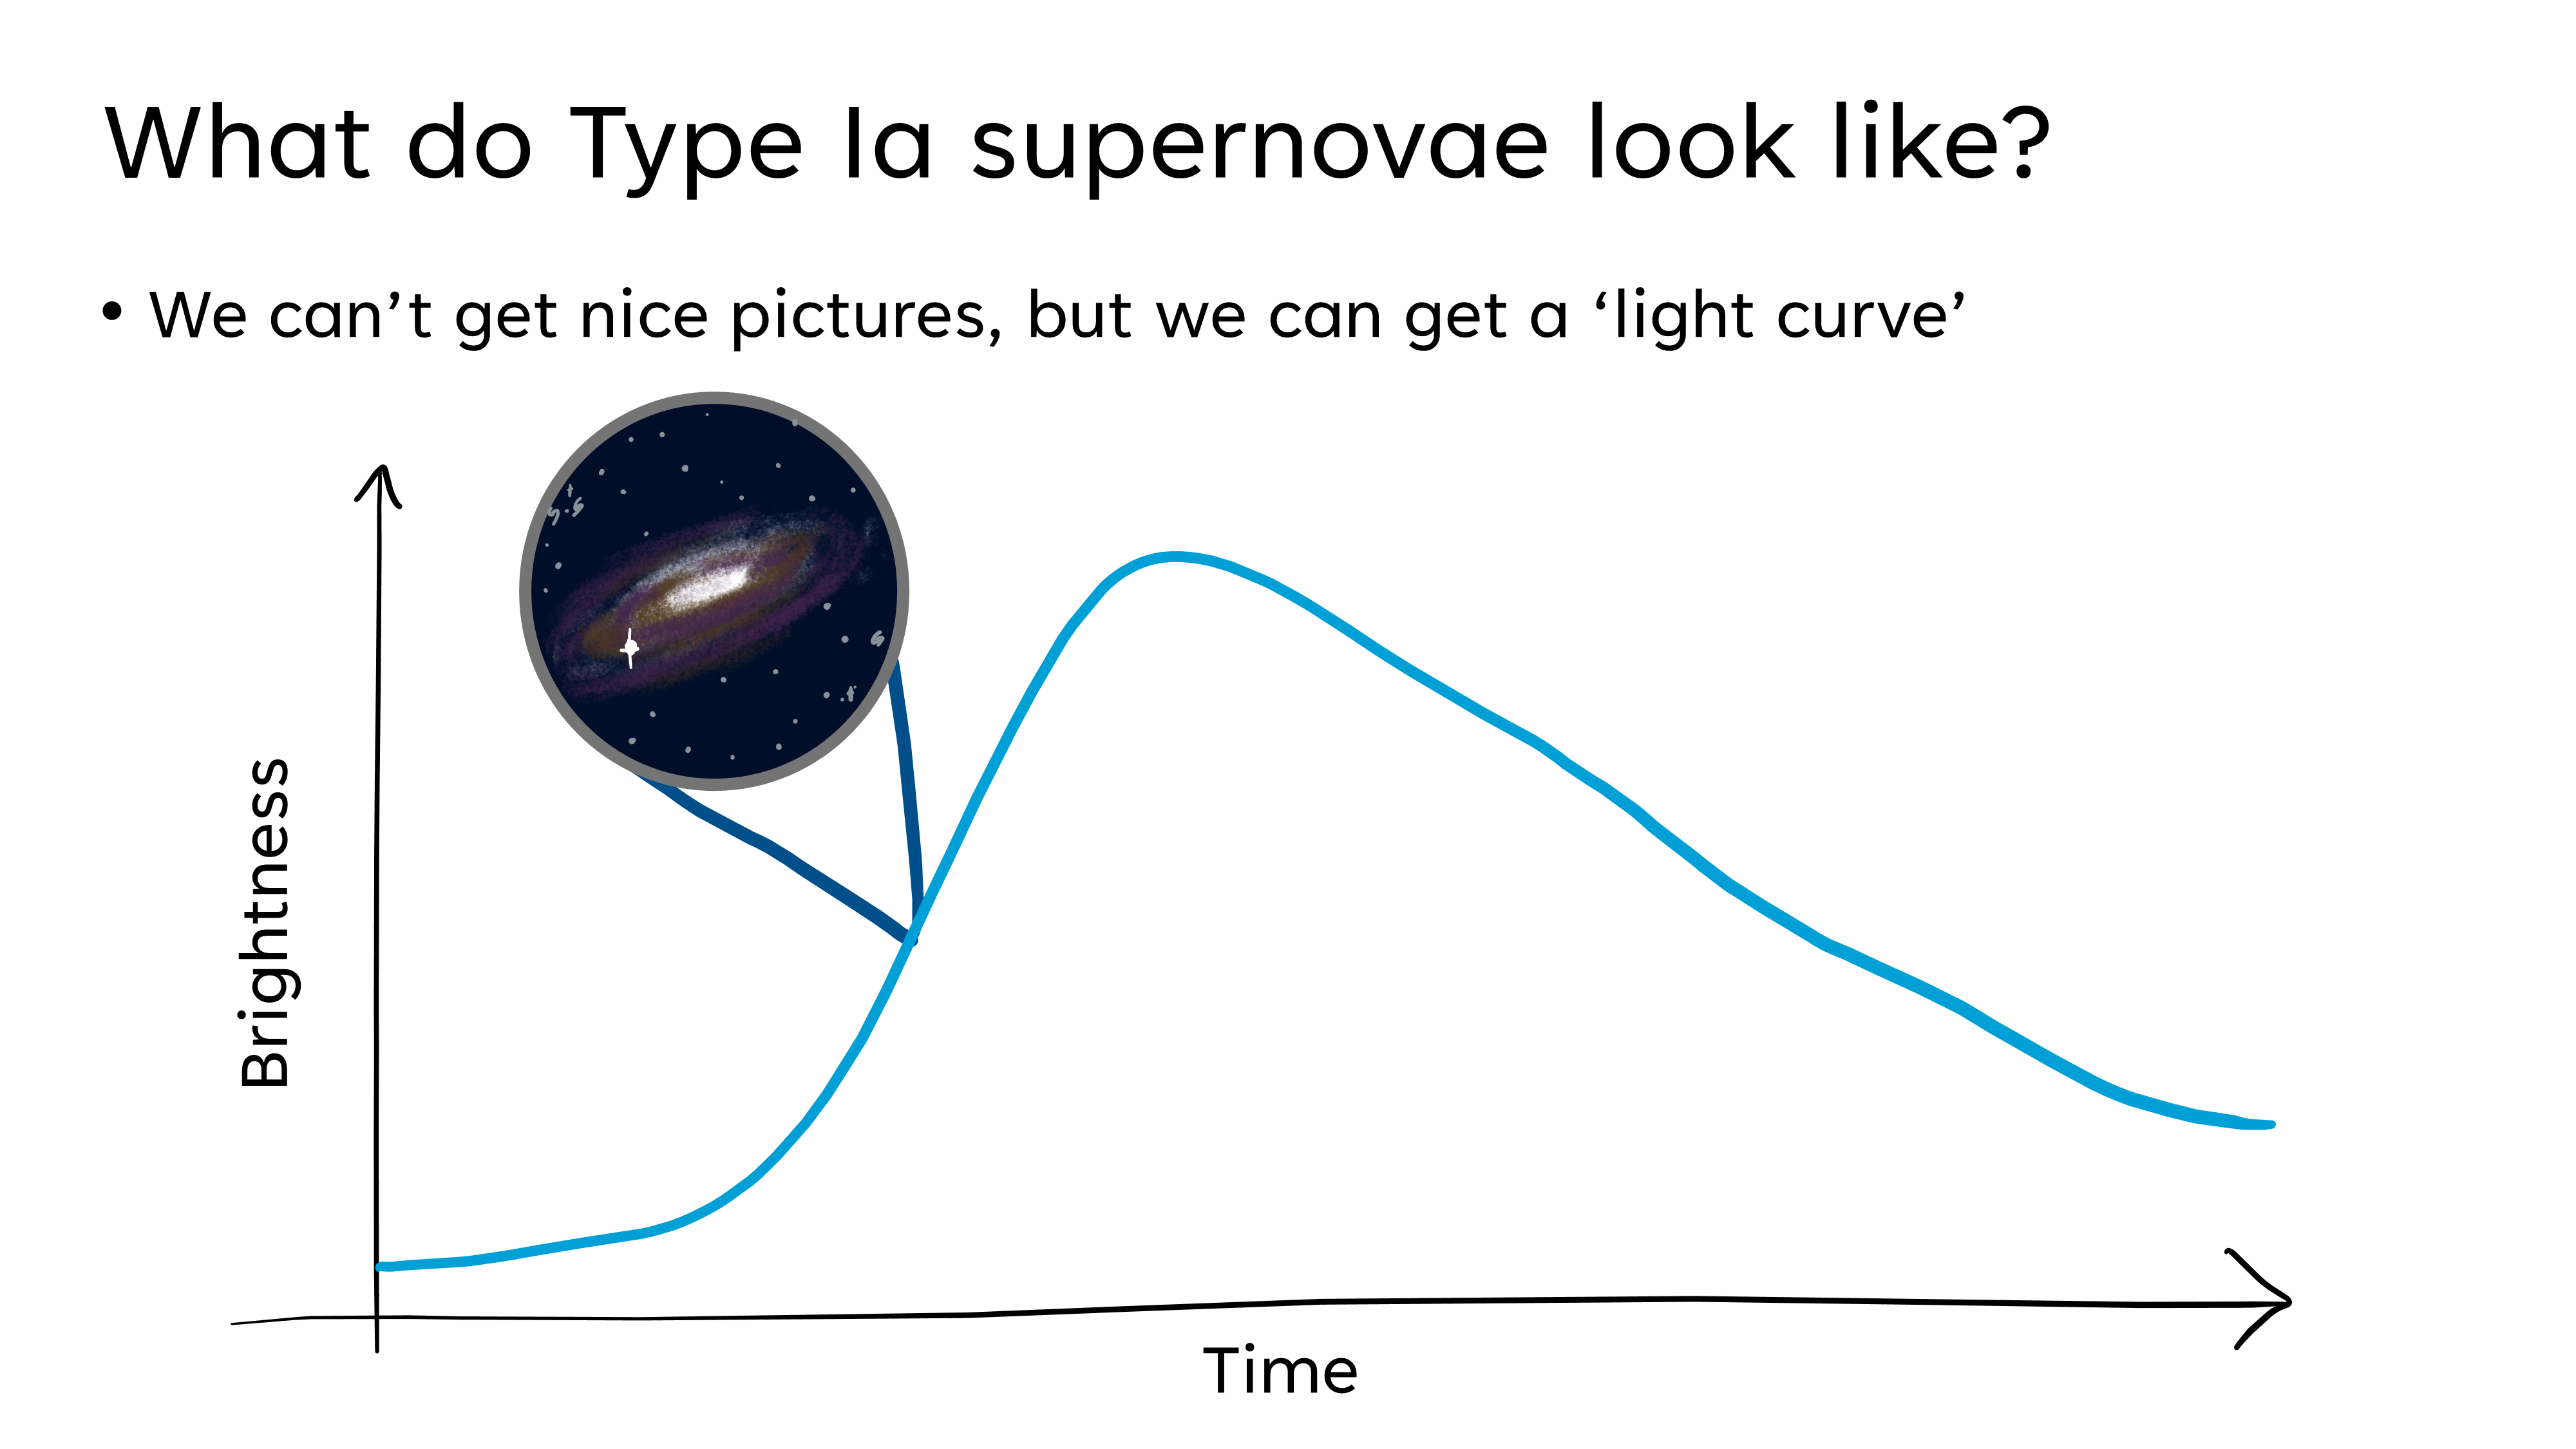 What do Type Ia supernovae look like?
• We can’t get nice pictures, but we can get a ‘light curve’
Brightness
Time